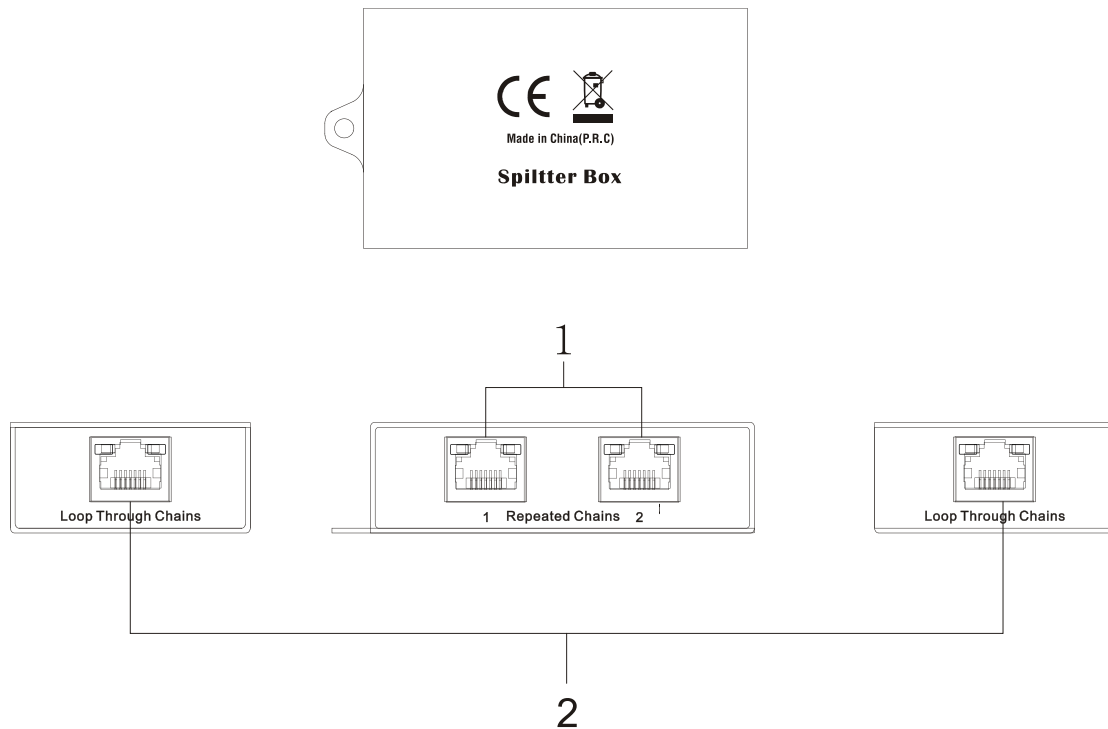 CE
Made in China(P.R.C)
Spiltter Box
1
Loop Through Chains
1 Repeated Chains 2
Loop Through Chains
2